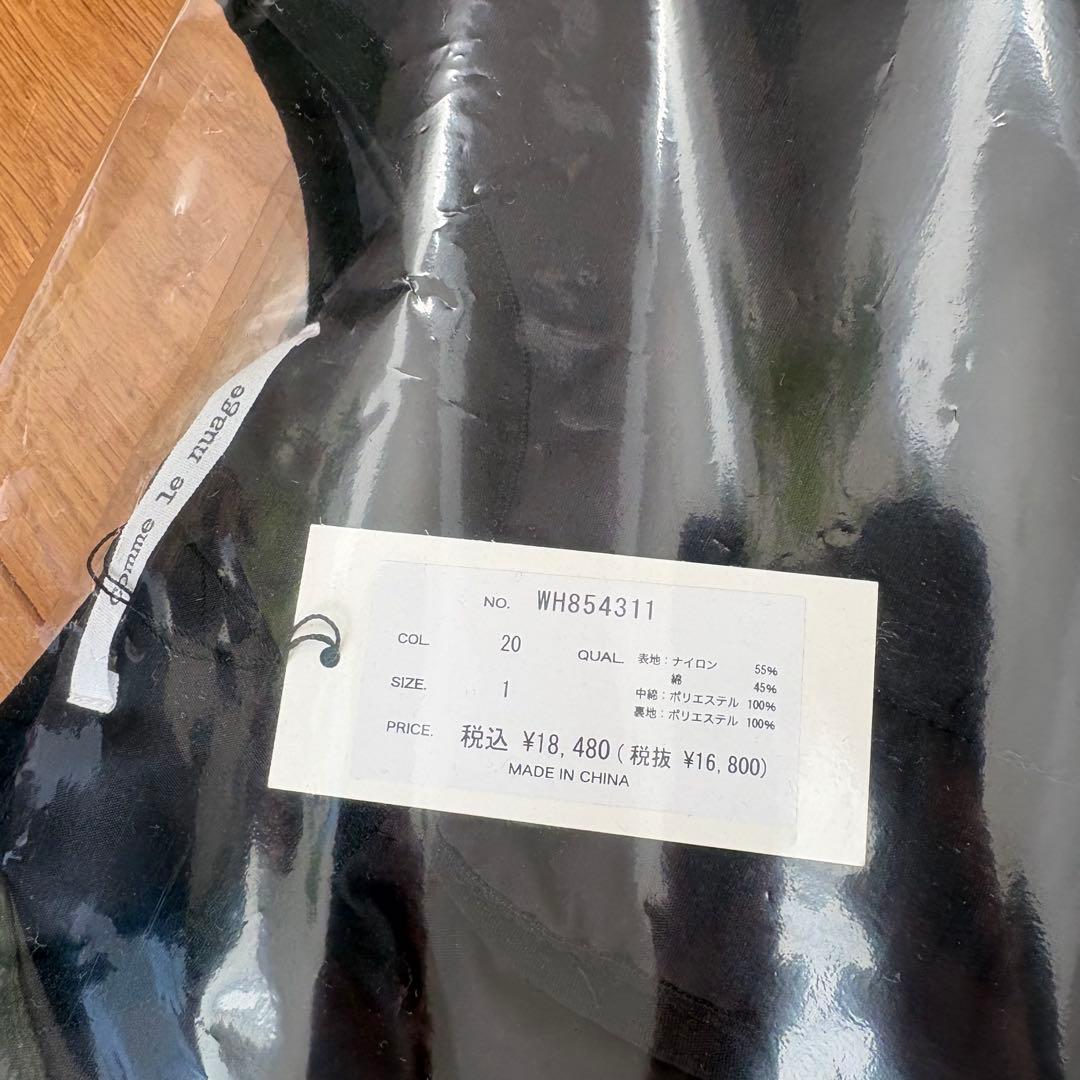 comme le nuage
NO. WH854311
COL. 20
SIZE. 1
QUAL. 表地：ナイロン 55%
綿 45%
中綿：ポリエステル 100%
裏地：ポリエステル 100%
PRICE. 税込 ¥18,480(税抜 ¥16,800)
MADE IN CHINA